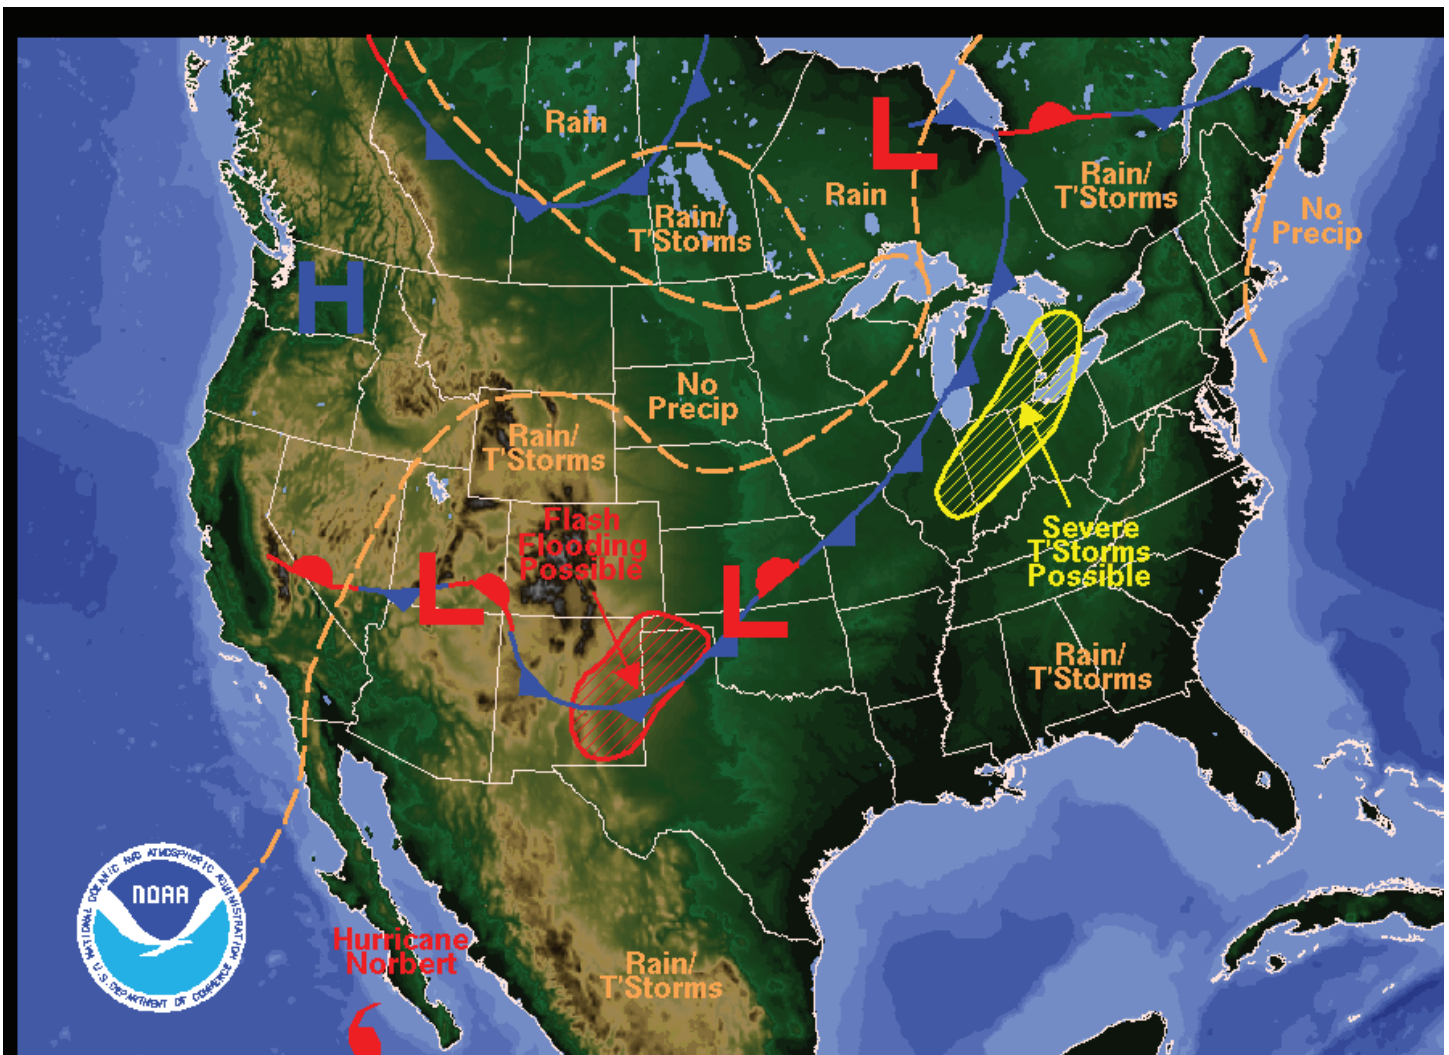 Rain
L
Rain
Rain/
T'Storms
Rain/
T'Storms
No
Precip
H
No
Precip
Rain/
T'Storms
Flash
Flooding
Possible
L
L
Severe
T'Storms
Possible
Rain/
T'Storms
NATIONAL OCEANIC AND ATMOSPHERIC ADMINISTRATION
NOAA
U.S. DEPARTMENT OF COMMERCE
Hurricane
Norbert
Rain/
T'Storms